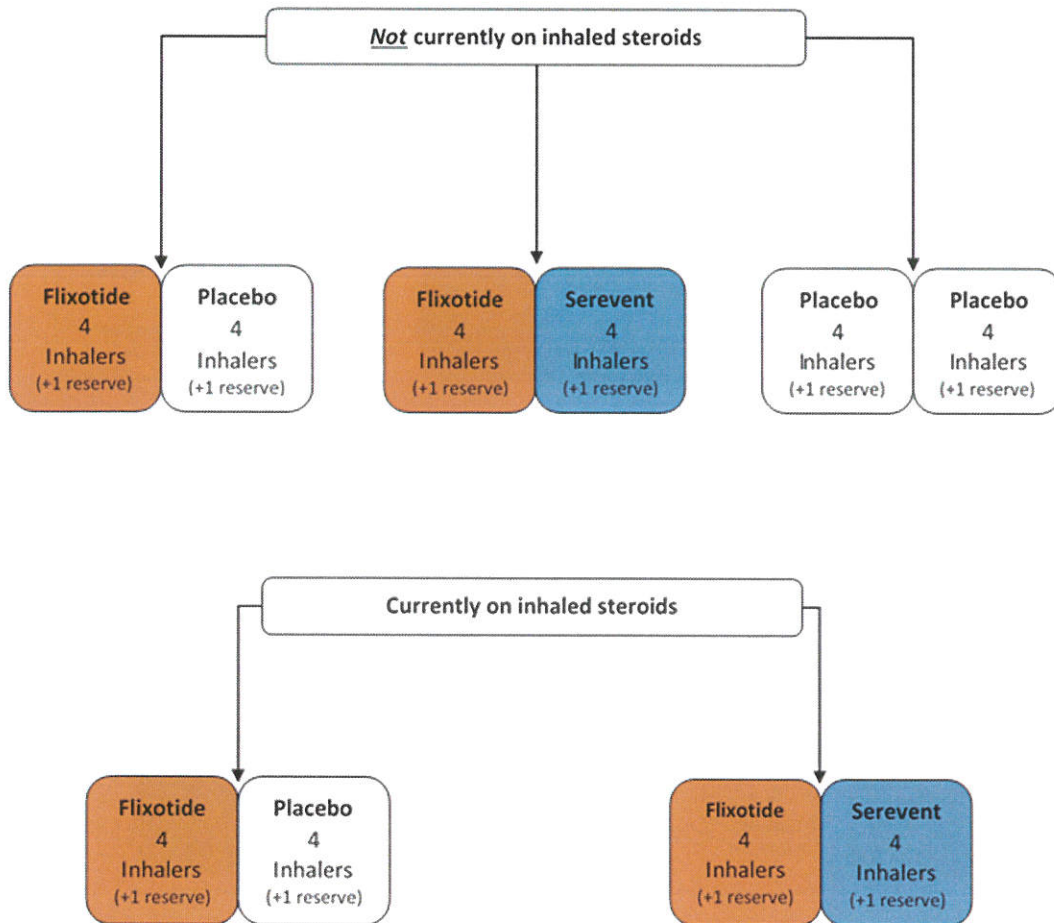 Not currently on inhaled steroids
Flixotide
4
Inhalers
(+1 reserve)
Placebo
4
Inhalers
(+1 reserve)
Flixotide
4
Inhalers
(+1 reserve)
Serevent
4
Inhalers
(+1 reserve)
Placebo
4
Inhalers
(+1 reserve)
Placebo
4
Inhalers
(+1 reserve)
Currently on inhaled steroids
Flixotide
4
Inhalers
(+1 reserve)
Placebo
4
Inhalers
(+1 reserve)
Flixotide
4
Inhalers
(+1 reserve)
Serevent
4
Inhalers
(+1 reserve)